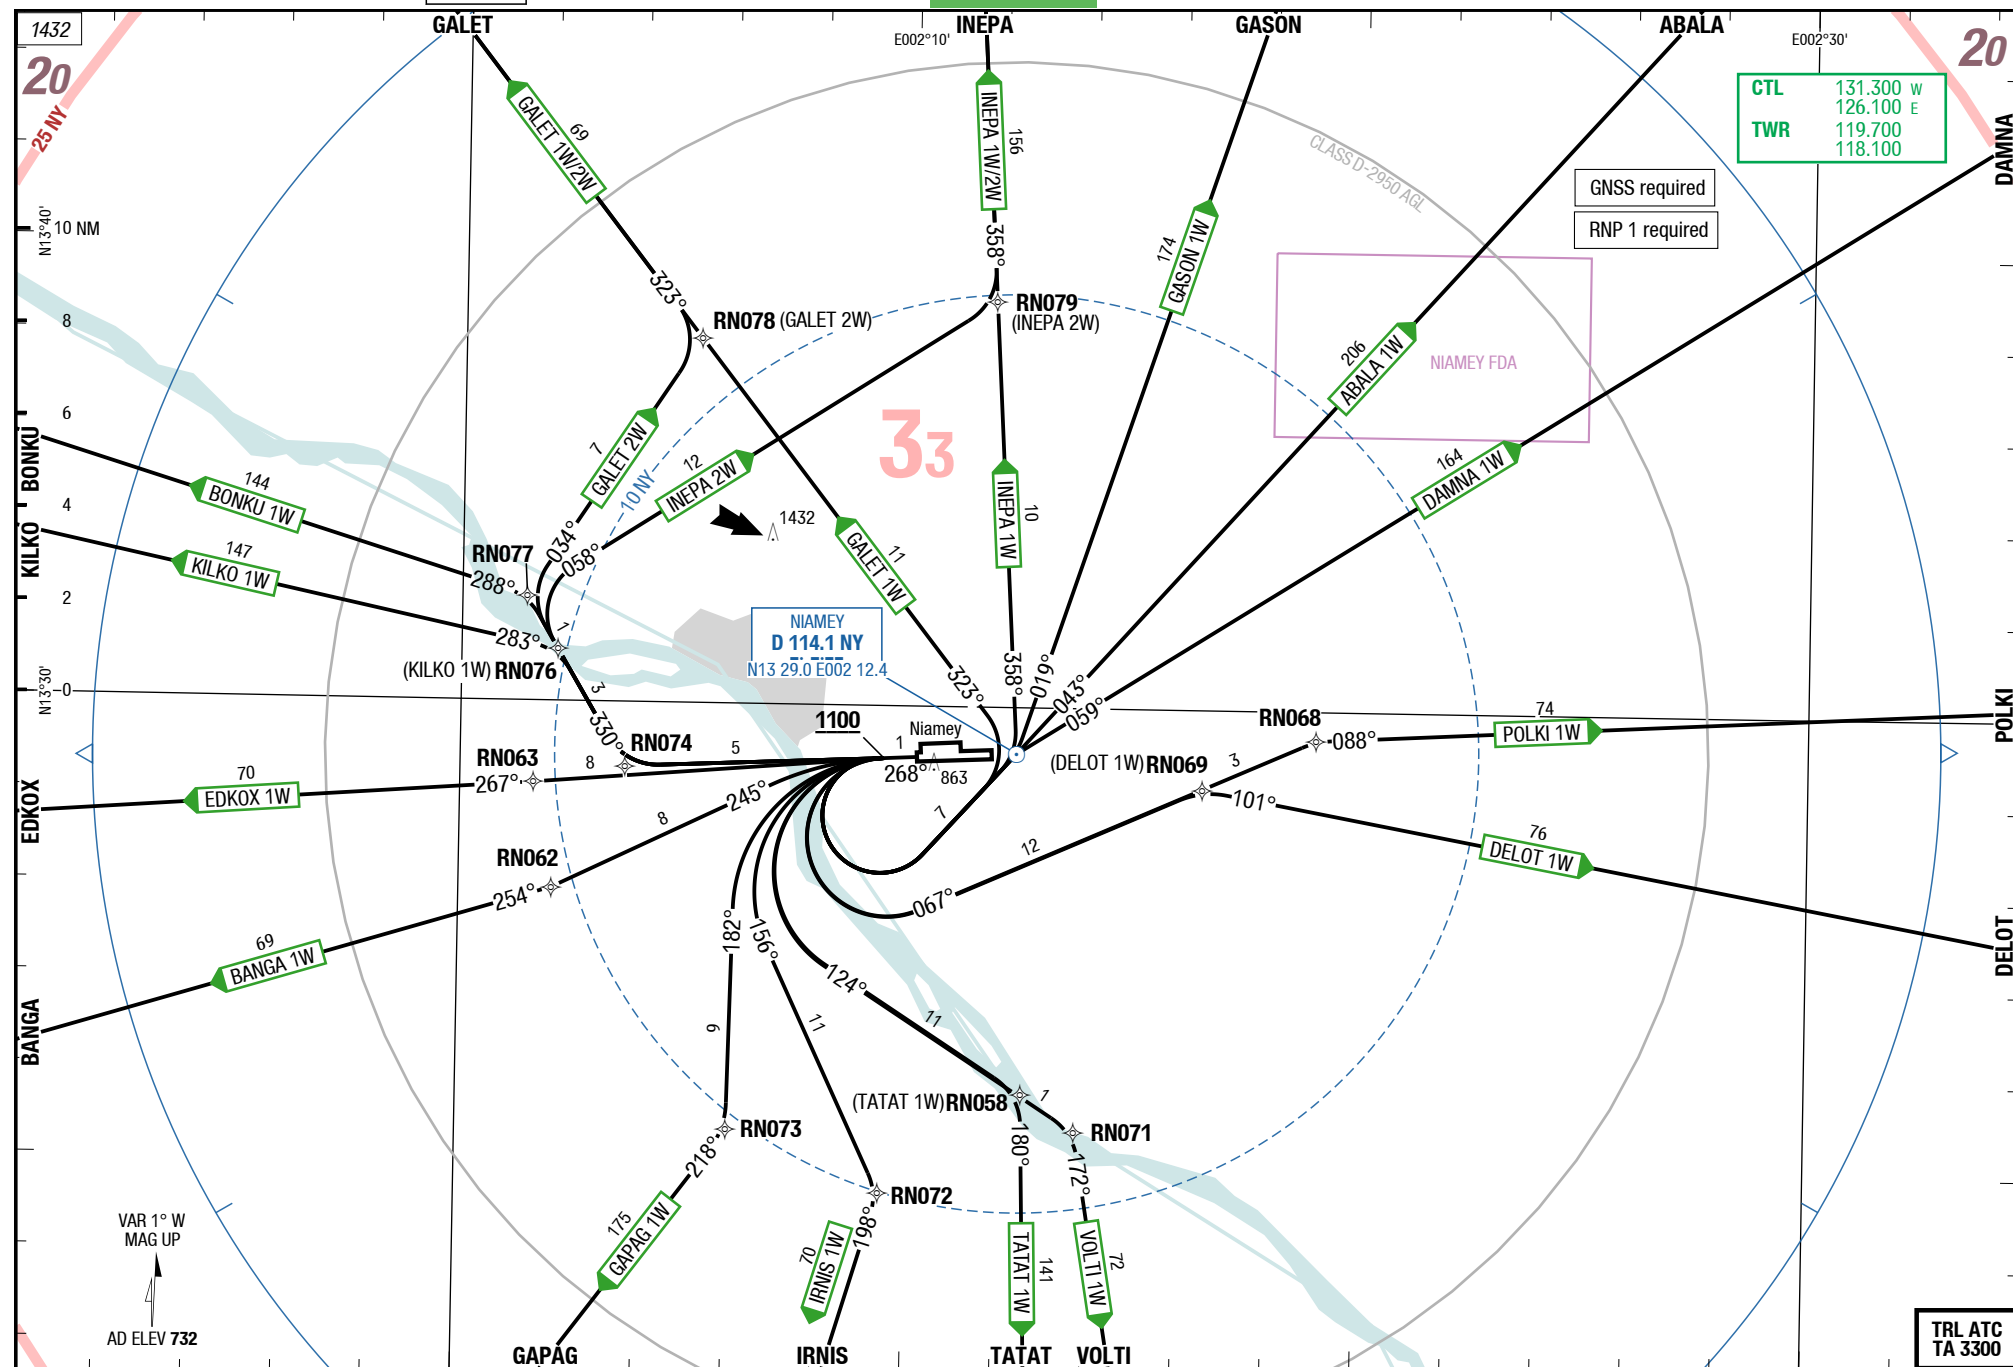 GALET
INEPA
GASON
ABALA
1432
E002°10'
E002°30'
20
20
25 NY
CTL 131.300 W
126.100 E
TWR 119.700
118.100
DAMNA
69
GALET 1W/2W
INEPA 1W/2W
156
CLASS D-2950 AGL
GNSS required
RNP 1 required
N13°40'
10 NM
323°
358°
174
GASON 1W
RN078 (GALET 2W)
RN079
(INEPA 2W)
8
206
ABALA 1W
NIAMEY FDA
6
BONKU
7
GALET 2W
12
INEPA 2W
10 NY
33
INEPA 1W
10
164
DAMNA 1W
144
BONKU 1W
4
KILKO
1432
GALET 1W
11
147
KILKO 1W
RN077
034°
058°
288°
2
283°
1
(KILKO 1W) RN076
NIAMEY
D 114.1 NY
N13 29.0 E002 12.4
323°
358°
019°
043°
059°
N13°30'
0
3
330°
RN074
5
1100
Niamey
1
268°
863
RN068
088°
74
POLKI 1W
POLKI
RN063
267°
8
(DELOT 1W) RN069
3
101°
70
EDKOX 1W
EDKOX
245°
8
7
12
76
DELOT 1W
RN062
254°
067°
182°
156°
124°
69
BANGA 1W
DELOT
BANGA
9
11
11
(TATAT 1W) RN058
1
RN073
RN071
218°
180°
172°
RN072
198°
175
GAPAG 1W
70
IRNIS 1W
TATAT 1W
141
VOLTI 1W
72
VAR 1° W
MAG UP
AD ELEV 732
TRL ATC
TA 3300
GAPAG
IRNIS
TATAT
VOLTI